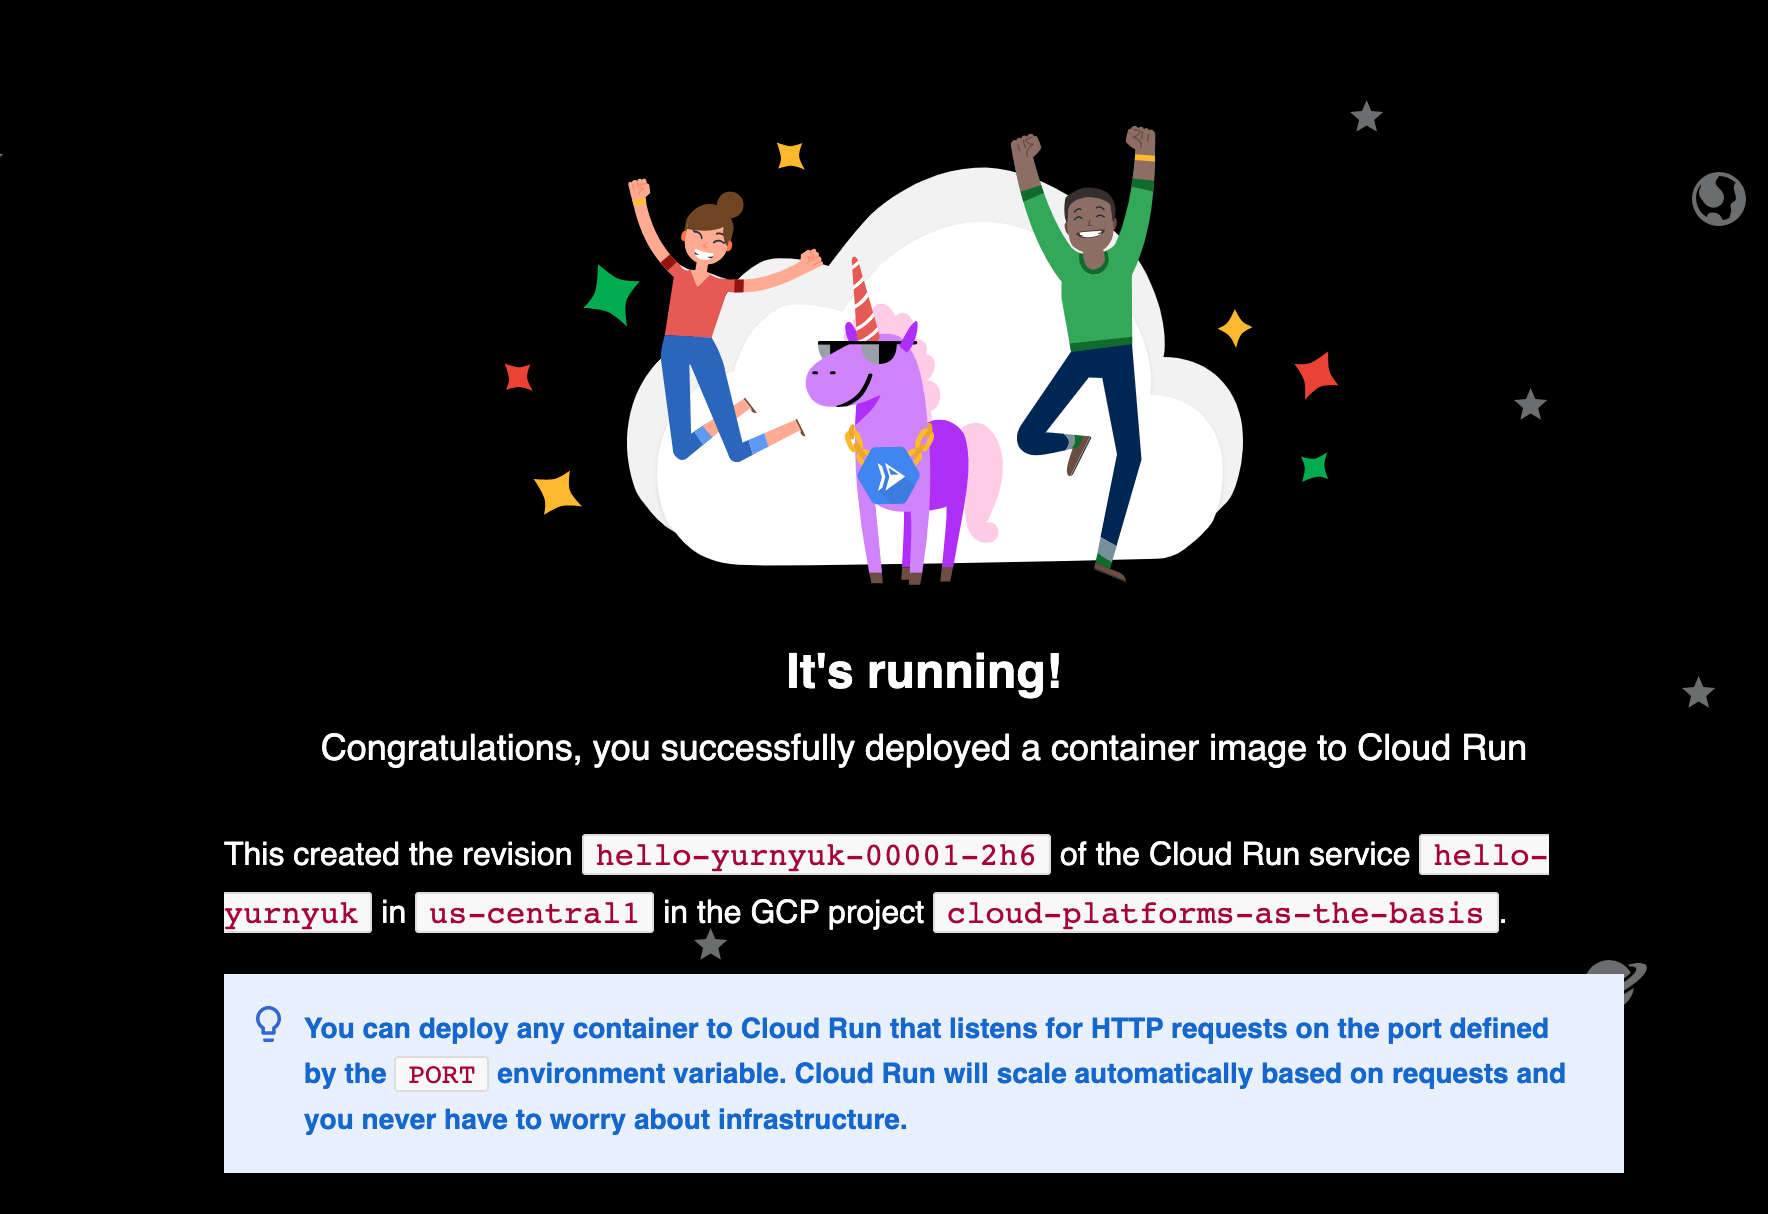 It's running!
Congratulations, you successfully deployed a container image to Cloud Run
This created the revision hello-yurnyuk-00001-2h6 of the Cloud Run service hello-
yurnyuk in us-central1 in the GCP project cloud-platforms-as-the-basis.
You can deploy any container to Cloud Run that listens for HTTP requests on the port defined
by the PORT environment variable. Cloud Run will scale automatically based on requests and
you never have to worry about infrastructure.